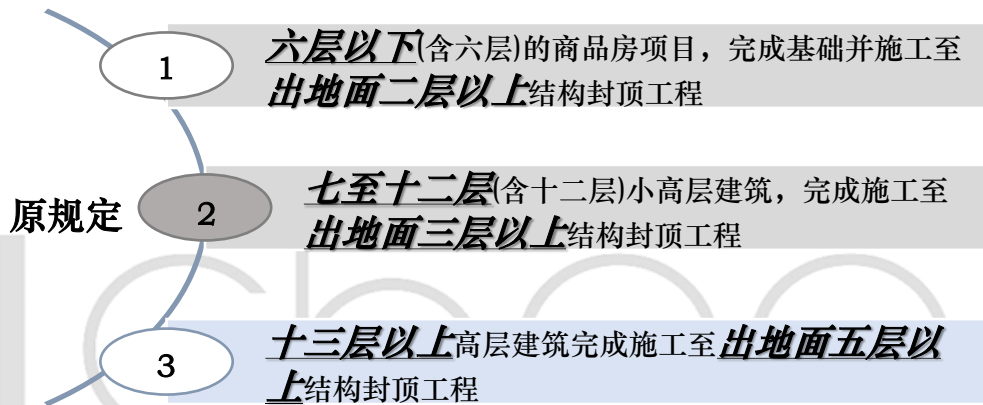 1
六层以下(含六层)的商品房项目，完成基础并施工至
出地面二层以上结构封顶工程
原规定
2
七至十二层(含十二层)小高层建筑，完成施工至
出地面三层以上结构封顶工程
3
十三层以上高层建筑完成施工至出地面五层以
上结构封顶工程